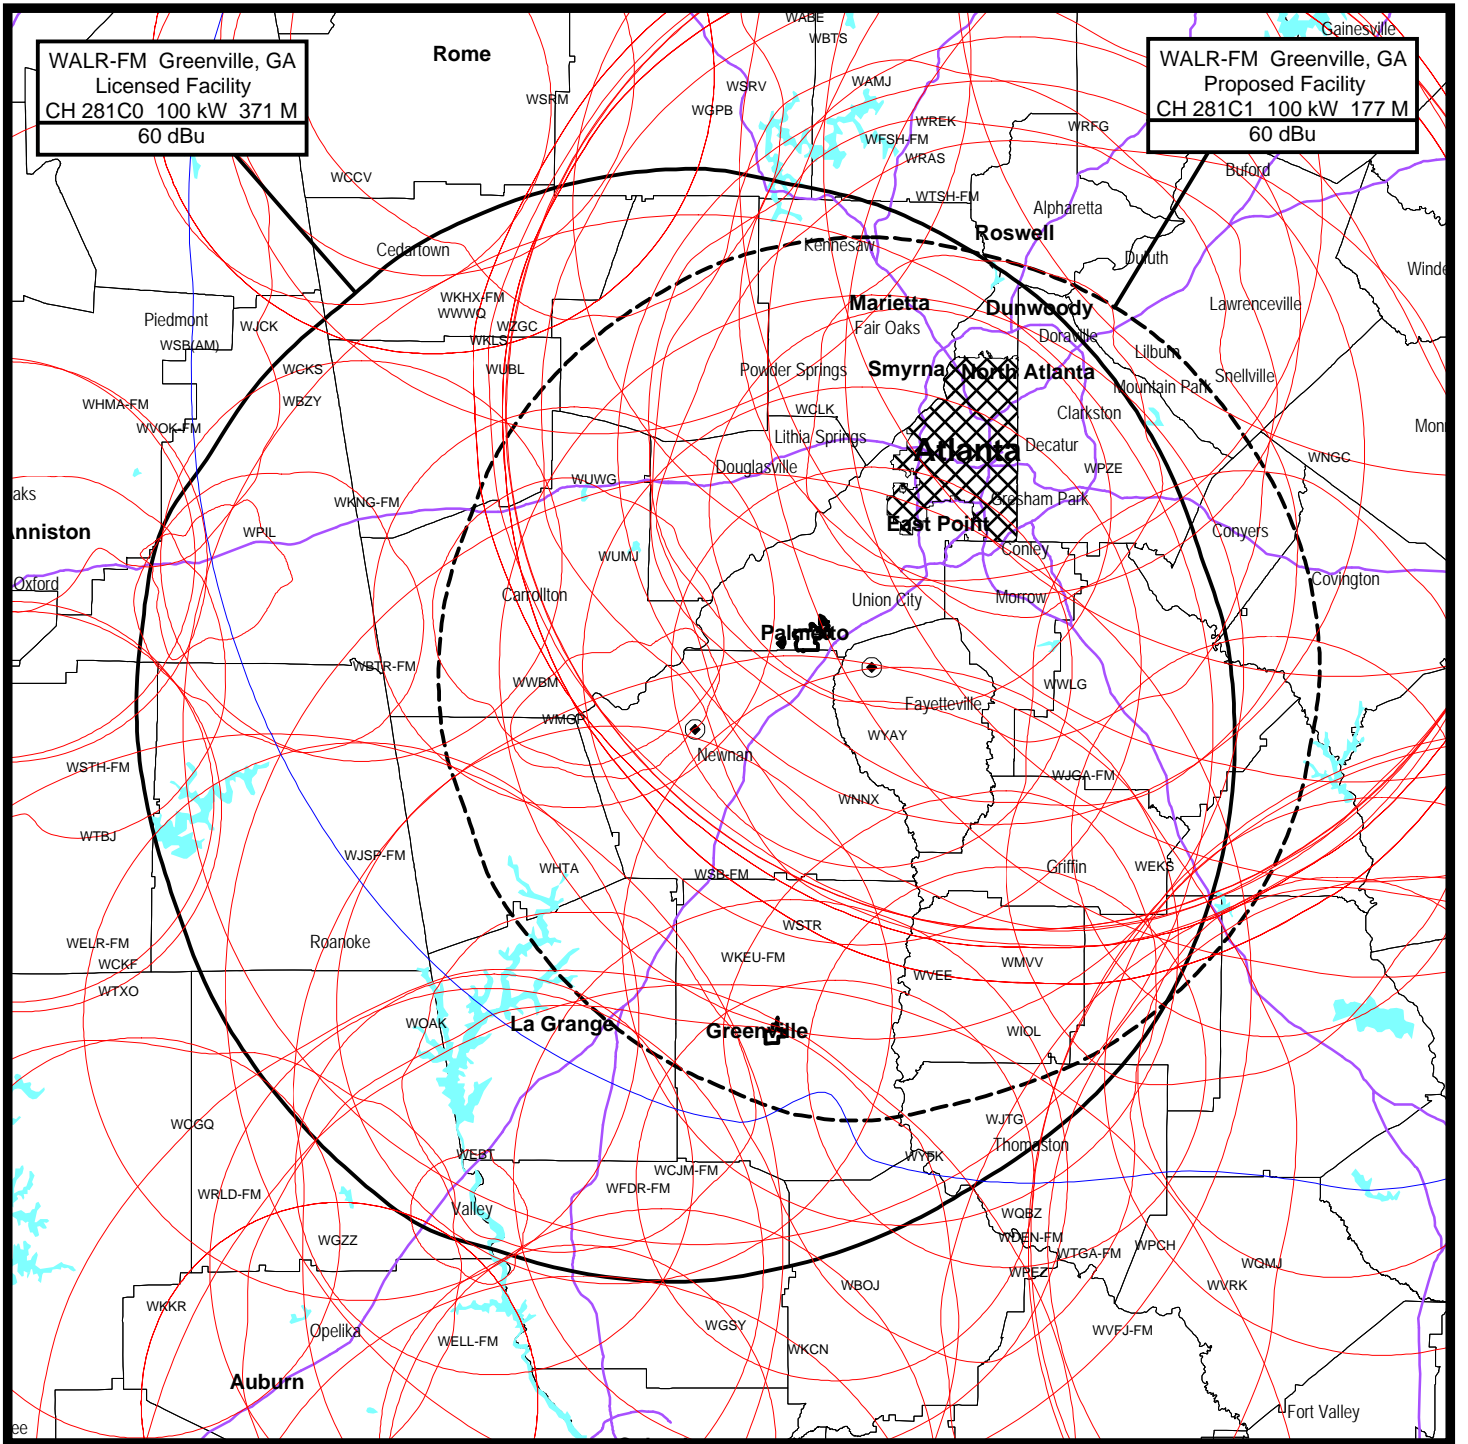 WALR-FM Greenville, GA
Licensed Facility
CH 281C0 100 kW 371 M
60 dBu
WALR-FM Greenville, GA
Proposed Facility
CH 281C1 100 kW 177 M
60 dBu
WABE
WBTS
Gainesville
Rome
WSRM
WSRV
WGPB
WAMJ
WREK
WFSH-FM
WRAS
WRFG
Buford
WCCV
WTSH-FM
Alpharetta
Roswell
Kennesaw
Cedartown
Duluth
Winde
WKHX-FM
WWWQ
WZGC
WKLS
Marietta
Fair Oaks
Dunwoody
Doraville
Lawrenceville
Piedmont
WJCK
WSB(AM)
Lilburn
WCKS
WUBL
Powder Springs
Smyrna
North Atlanta
Mountain Park
Snellville
WHMA-FM
WBZY
WVOK-FM
WCLK
Clarkston
Lithia Springs
Atlanta
Decatur
Monr
Douglasville
WPZE
WNGC
WUWG
aks
WKNG-FM
Gresham Park
East Point
Anniston
WPIL
Conyers
Conley
WUMJ
Oxford
Carrollton
Union City
Morrow
Covington
Palmetto
WBTR-FM
WWBM
WWLG
Fayetteville
WMGP
WYAY
Newnan
WSTH-FM
WJGA-FM
WNNX
WTBJ
WJSP-FM
WHTA
WSB-FM
Griffin
WEKS
WSTR
WELR-FM
Roanoke
WCKF
WKEU-FM
WMVV
WVEE
WTXO
WOAK
La Grange
Greenville
WIOL
WCGQ
WJTG
Thomaston
WEBT
WYFK
WCJM-FM
WFDR-FM
WRLD-FM
Valley
WQBZ
WGZZ
WDEN-FM
WTGA-FM
WPCH
WPEZ
WQMJ
WBOJ
WVRK
WKKR
Opelika
WELL-FM
WGSY
WVFJ-FM
WKCN
Auburn
Fort Valley
ee